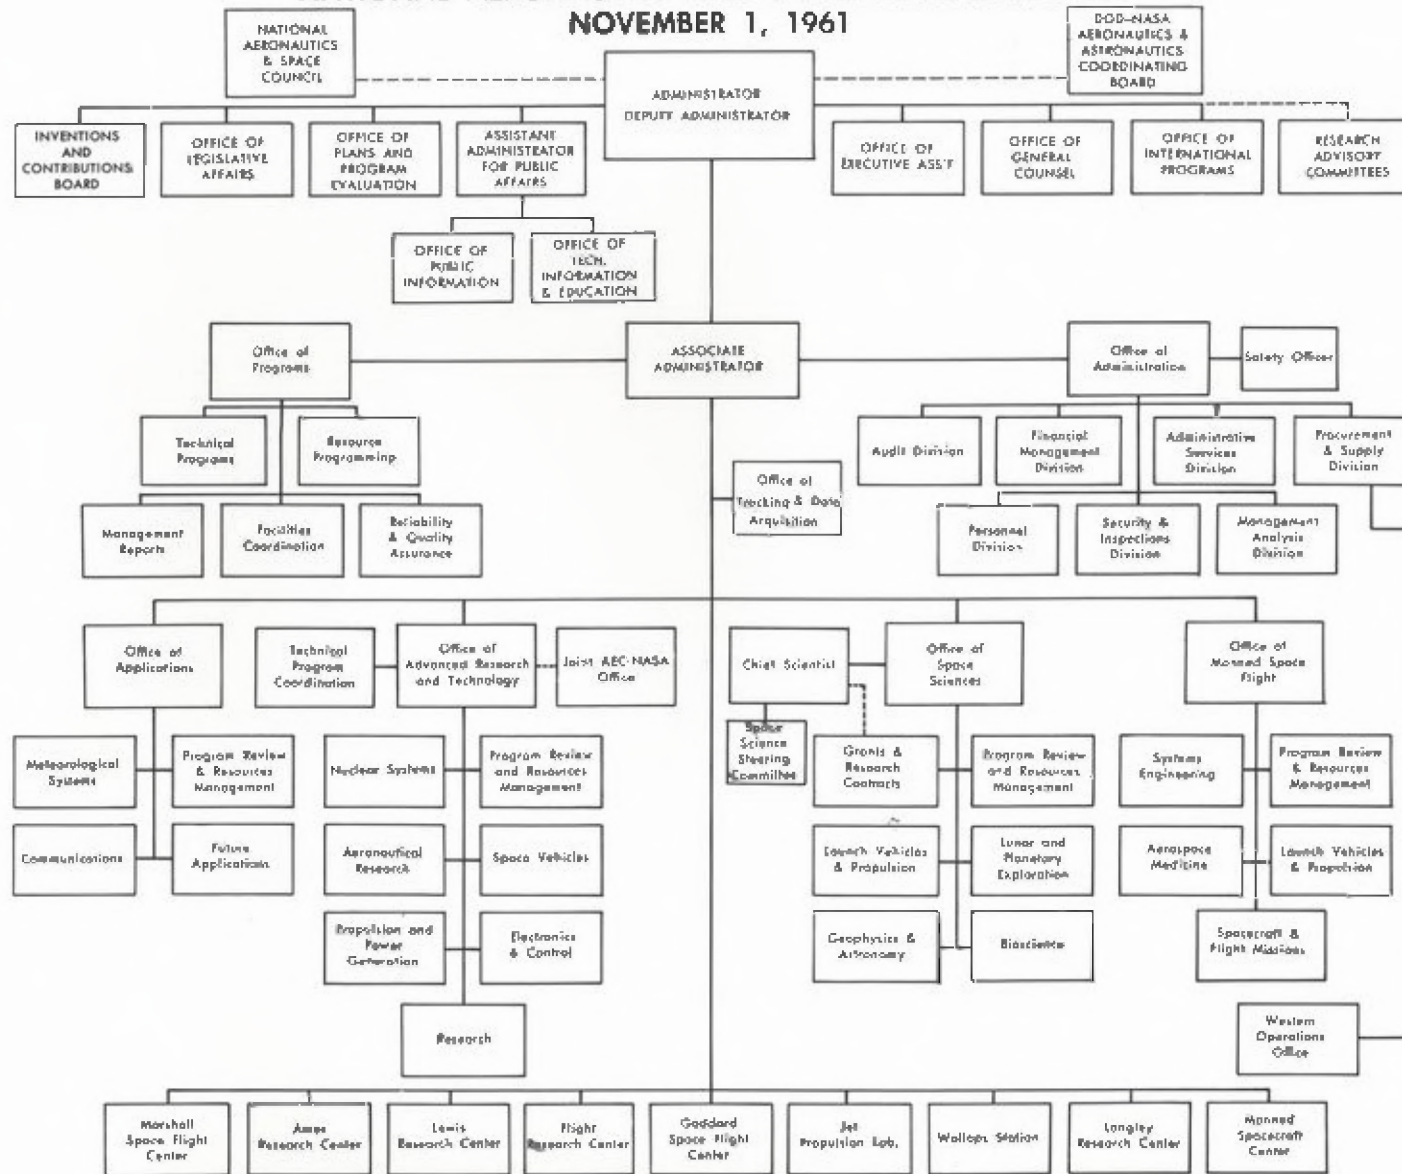 NOVEMBER 1, 1961
NATIONAL
AERONAUTICS
& SPACE
COUNCIL
DOD-NASA
AERONAUTICS &
ASTRONAUTICS
COORDINATING
BOARD
ADMINISTRATOR
DEPUTY ADMINISTRATOR
INVENTIONS
AND
CONTRIBUTIONS
BOARD
OFFICE OF
LEGISLATIVE
AFFAIRS
OFFICE OF
PLANS AND
PROGRAM
EVALUATION
ASSISTANT
ADMINISTRATOR
FOR PUBLIC
AFFAIRS
OFFICE OF
EXECUTIVE ASS'T
OFFICE OF
GENERAL
COUNSEL
OFFICE OF
INTERNATIONAL
PROGRAMS
RESEARCH
ADVISORY
COMMITTEES
OFFICE OF
PUBLIC
INFORMATION
OFFICE OF
TECH.
INFORMATION
& EDUCATION
Office of
Programs
ASSOCIATE
ADMINISTRATOR
Office of
Administration
Safety Officer
Technical
Programs
Resource
Programming
Audit Division
Financial
Management
Division
Administrative
Services
Division
Procurement
& Supply
Division
Office of
Tracking & Data
Acquisition
Management
Reports
Facilities
Coordination
Reliability
& Quality
Assurance
Personnel
Division
Security &
Inspections
Division
Management
Analysis
Division
Office of
Applications
Technical
Program
Coordination
Office of
Advanced Research
and Technology
Joint AEC-NASA
Office
Chief Scientist
Office of
Space
Sciences
Office of
Manned Space
Flight
Space
Science
Steering
Committee
Meteorological
Systems
Program Review
& Resources
Management
Nuclear Systems
Program Review
and Resources
Management
Grants &
Research
Contracts
Program Review
and Resources
Management
Systems
Engineering
Program Review
& Resources
Management
Communications
Future
Applications
Aeronautical
Research
Space Vehicles
Launch Vehicles
& Propulsion
Lunar and
Planetary
Exploration
Aerospace
Medicine
Launch Vehicles
& Propulsion
Propulsion and
Power
Generation
Electronics
& Control
Geophysics &
Astronomy
Bioscience
Spacecraft &
Flight Missions
Research
Western
Operations
Office
Marshall
Space Flight
Center
Ames
Research Center
Lewis
Research Center
Flight
Research Center
Goddard
Space Flight
Center
Jet
Propulsion Lab.
Wallops Station
Langley
Research Center
Manned
Spacecraft
Center